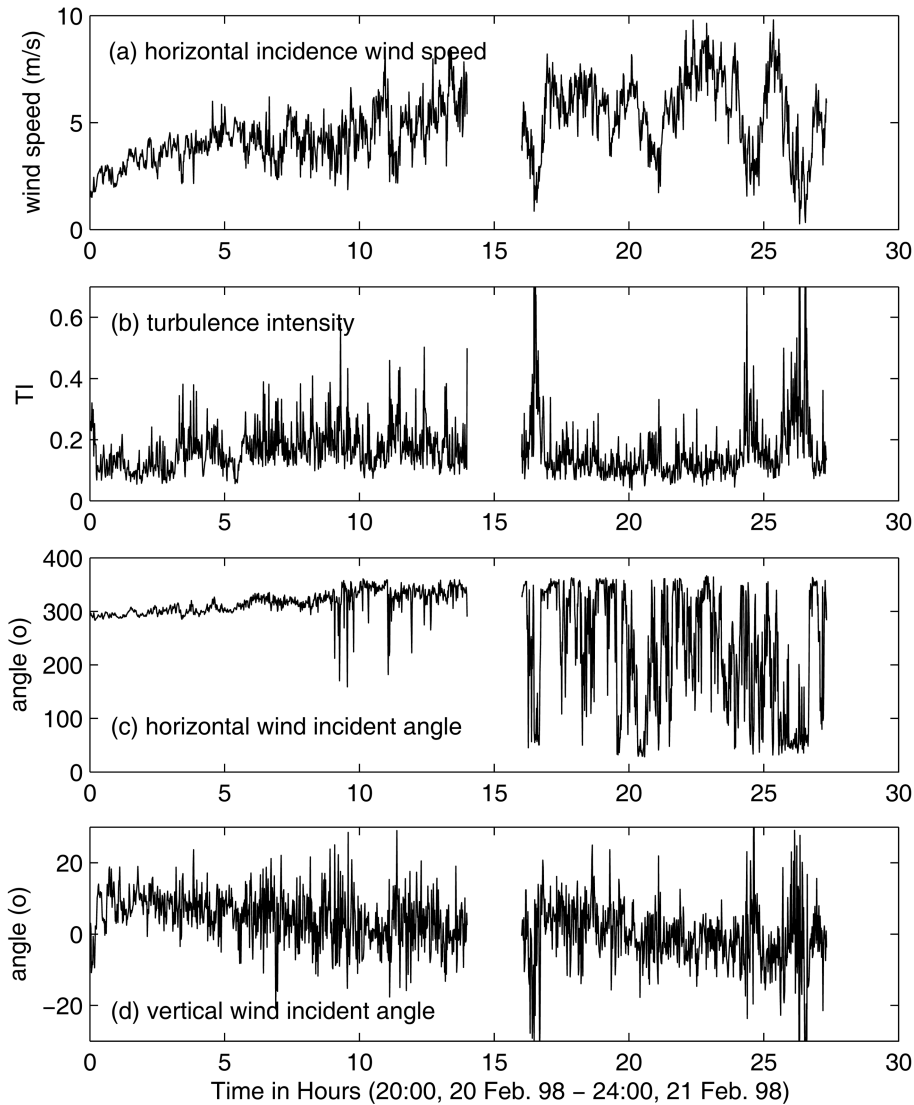 (a) horizontal incidence wind speed
wind speed (m/s)
10
5
0
0 5 10 15 20 25 30
(b) turbulence intensity
TI
0.6
0.4
0.2
0
0 5 10 15 20 25 30
400
300
200
100
0
angle (o)
(c) horizontal wind incident angle
0 5 10 15 20 25 30
20
0
−20
angle (o)
(d) vertical wind incident angle
0 5 10 15 20 25 30
Time in Hours (20:00, 20 Feb. 98 − 24:00, 21 Feb. 98)